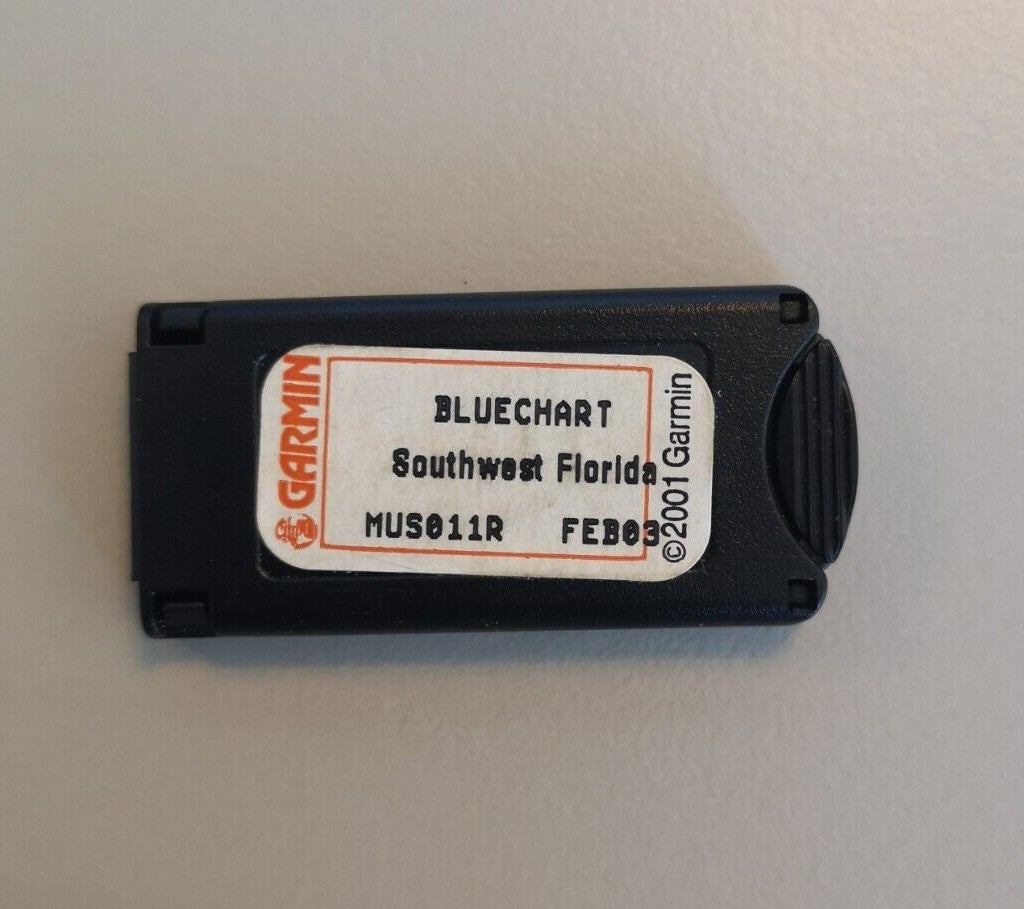 GARMIN
BLUECHART
Southwest Florida
MUS011R FEB03
©2001 Garmin